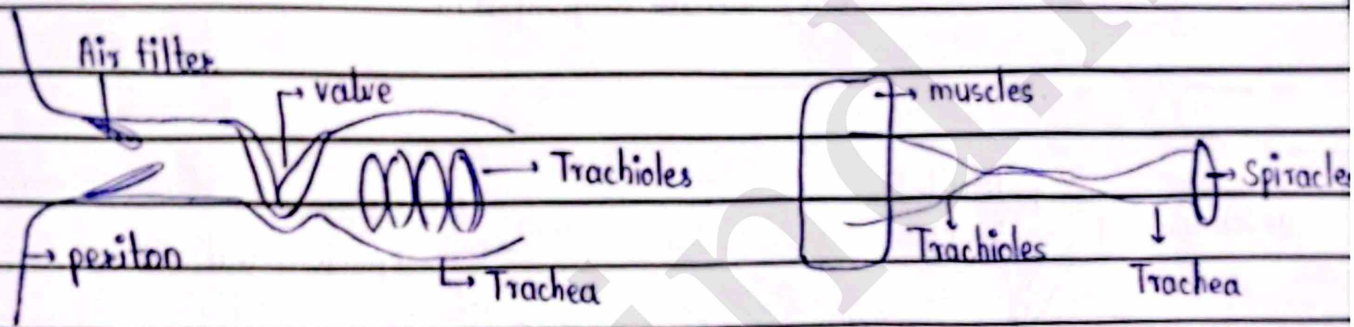 Air filter
valve
Trachioles
periton
Trachea
muscles
Spiracle
Trachioles
Trachea